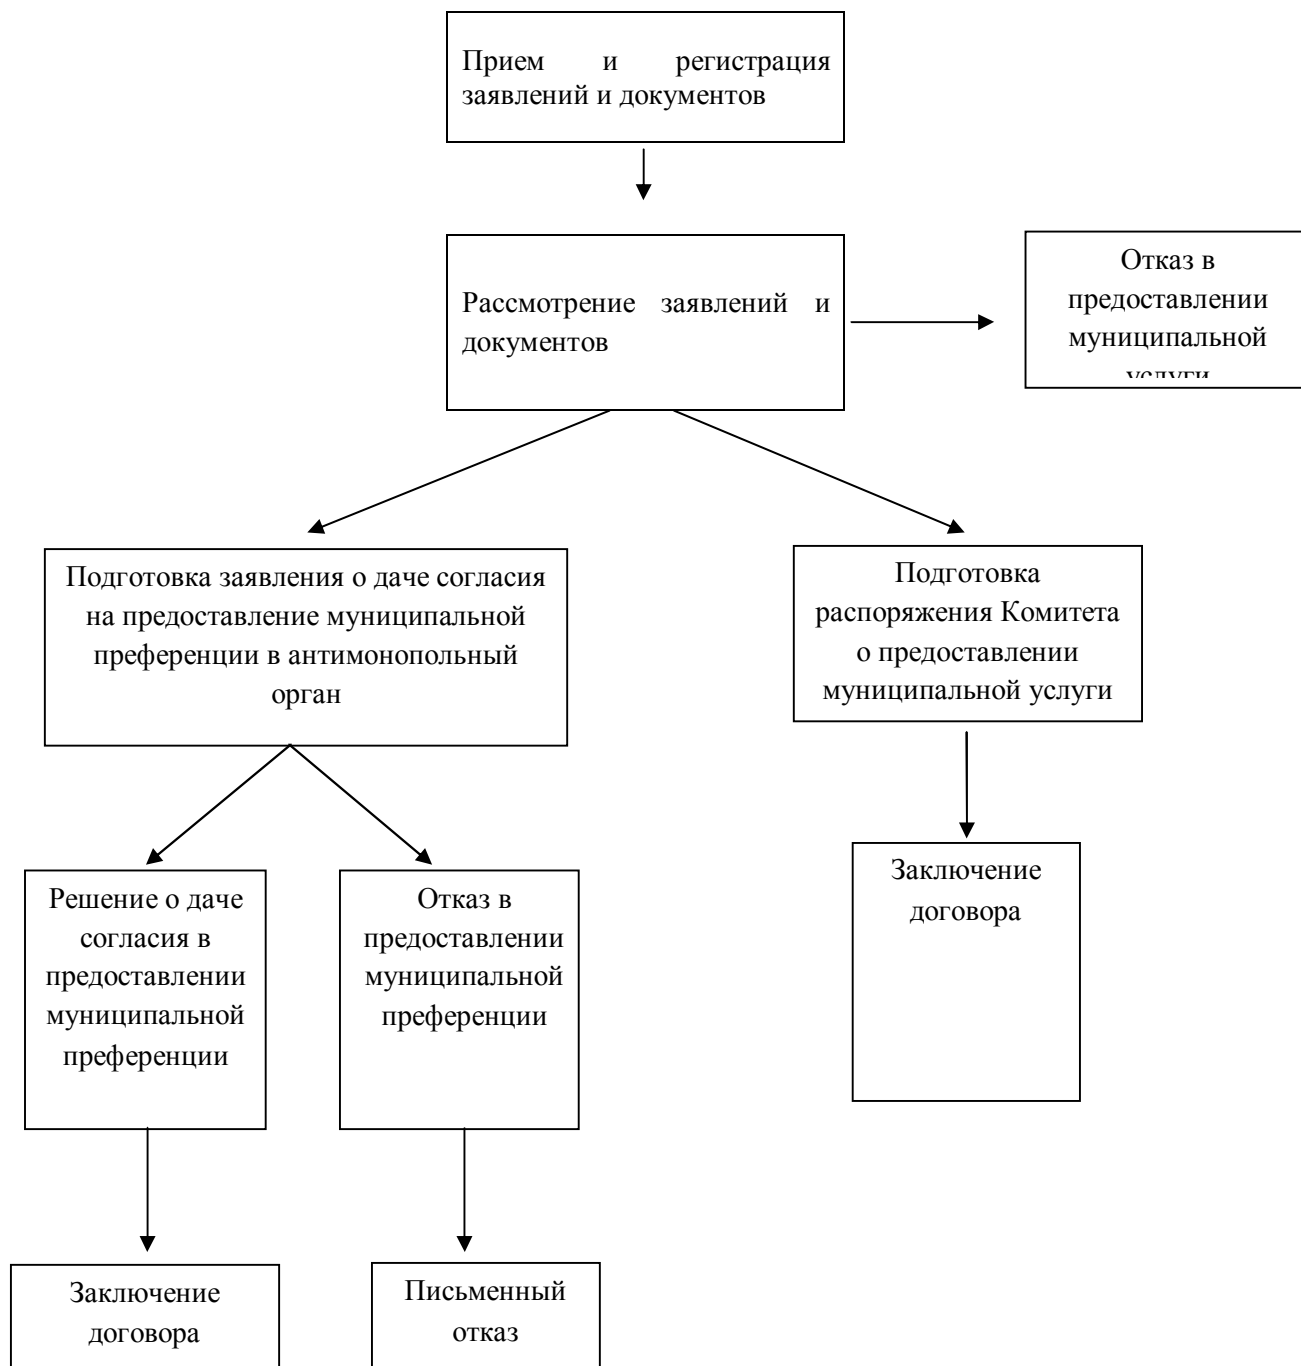 Прием и регистрация
заявлений и документов
Рассмотрение заявлений и
документов
Отказ в
предоставлении
муниципальной
услуги
Подготовка заявления о даче согласия
на предоставление муниципальной
преференции в антимонопольный
орган
Подготовка
распоряжения Комитета
о предоставлении
муниципальной услуги
Решение о даче
согласия в
предоставлении
муниципальной
преференции
Отказ в
предоставлении
муниципальной
преференции
Заключение
договора
Заключение
договора
Письменный
отказ